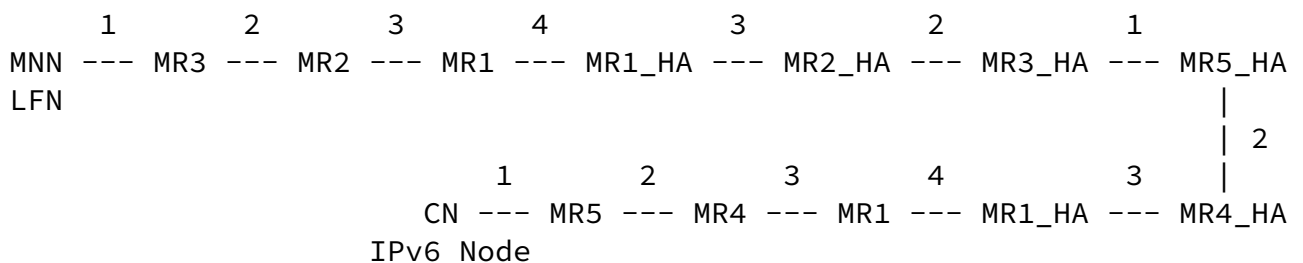 1       2       3       4          3          2          1
MNN --- MR3 --- MR2 --- MR1 --- MR1_HA --- MR2_HA --- MR3_HA --- MR5_HA
LFN                                                                |
                                                                   | 2
                          1       2       3       4          3     |
                      CN --- MR5 --- MR4 --- MR1 --- MR1_HA --- MR4_HA
                   IPv6 Node